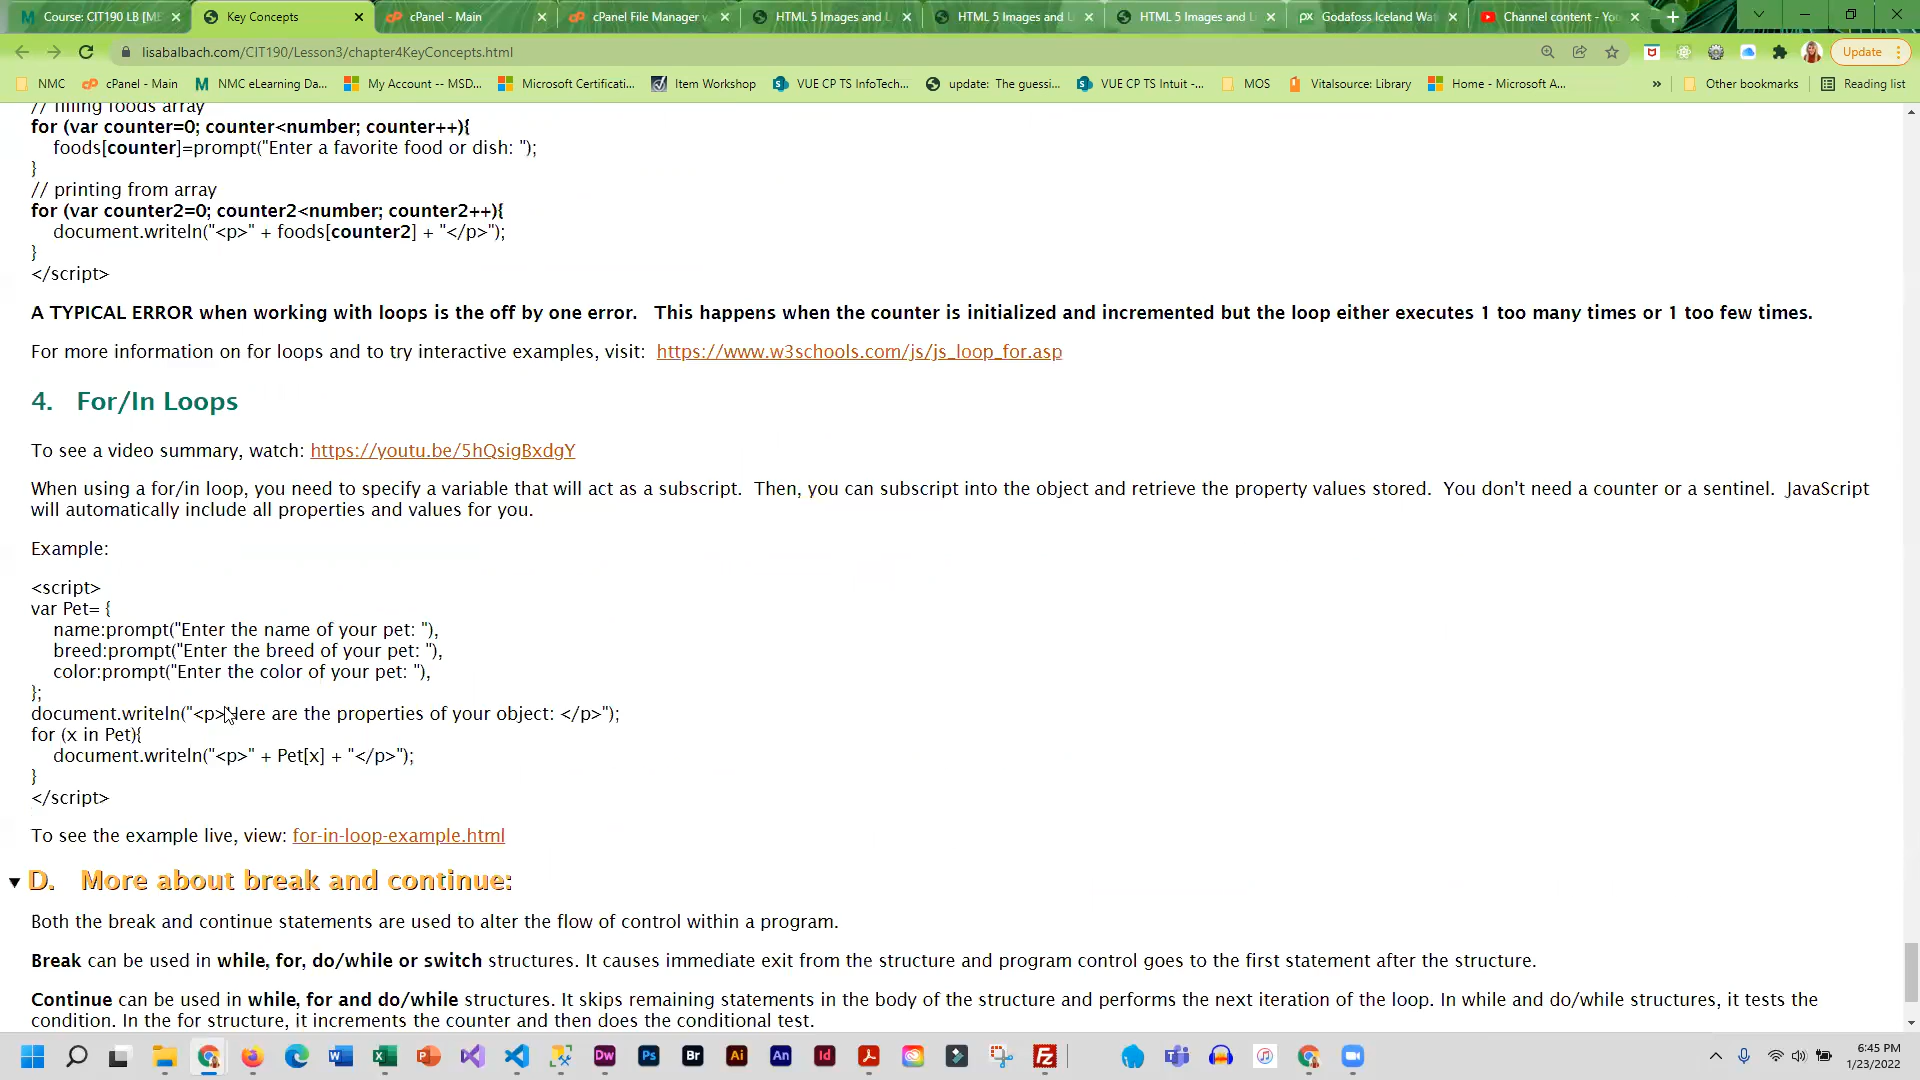 Course: CIT190 LB [ME
Key Concepts
cPanel - Main
cPanel File Manager v
HTML 5 Images and L
HTML 5 Images and L
HTML 5 Images and L
Godafoss Iceland Wat
Channel content - You
lisabalbach.com/CIT190/Lesson3/chapter4KeyConcepts.html
Update
NMC
cPanel - Main
NMC eLearning Da...
My Account -- MSD...
Microsoft Certificati...
Item Workshop
VUE CP TS InfoTech...
update: The guessi...
VUE CP TS Intuit -...
MOS
Vitalsource: Library
Home - Microsoft A...
»
Other bookmarks
Reading list
// filling foods array
for (var counter=0; counter<number; counter++){
foods[counter]=prompt("Enter a favorite food or dish: ");
}
// printing from array
for (var counter2=0; counter2<number; counter2++){
document.writeln("<p>" + foods[counter2] + "</p>");
}
</script>
A TYPICAL ERROR when working with loops is the off by one error. This happens when the counter is initialized and incremented but the loop either executes 1 too many times or 1 too few times.
For more information on for loops and to try interactive examples, visit: https://www.w3schools.com/js/js_loop_for.asp
4. For/In Loops
To see a video summary, watch: https://youtu.be/5hQsigBxdgY
When using a for/in loop, you need to specify a variable that will act as a subscript. Then, you can subscript into the object and retrieve the property values stored. You don't need a counter or a sentinel. JavaScript
will automatically include all properties and values for you.
Example:
<script>
var Pet= {
name:prompt("Enter the name of your pet: "),
breed:prompt("Enter the breed of your pet: "),
color:prompt("Enter the color of your pet: "),
};
document.writeln("<p>Here are the properties of your object: </p>");
for (x in Pet){
document.writeln("<p>" + Pet[x] + "</p>");
}
</script>
To see the example live, view: for-in-loop-example.html
D. More about break and continue:
Both the break and continue statements are used to alter the flow of control within a program.
Break can be used in while, for, do/while or switch structures. It causes immediate exit from the structure and program control goes to the first statement after the structure.
Continue can be used in while, for and do/while structures. It skips remaining statements in the body of the structure and performs the next iteration of the loop. In while and do/while structures, it tests the
condition. In the for structure, it increments the counter and then does the conditional test.
Dw
Ps
Br
Ai
An
Id
6:45 PM
1/23/2022